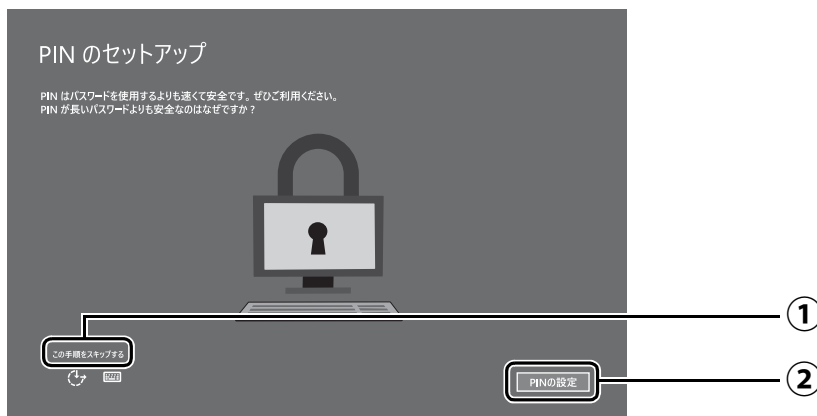 PIN のセットアップ
PIN はパスワードを使用するよりも速くて安全です。ぜひご利用ください。
PIN が長いパスワードよりも安全なのはなぜですか?
①
この手順をスキップする
PINの設定
②